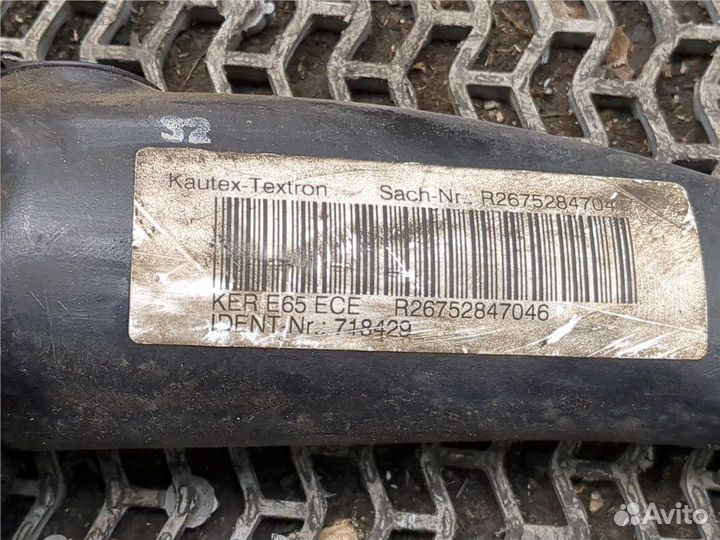 32
Kautex-Textron Sach-Nr.: R2675284704
KER E65 ECE R26752847046
IDENT-Nr.: 718429
Avito